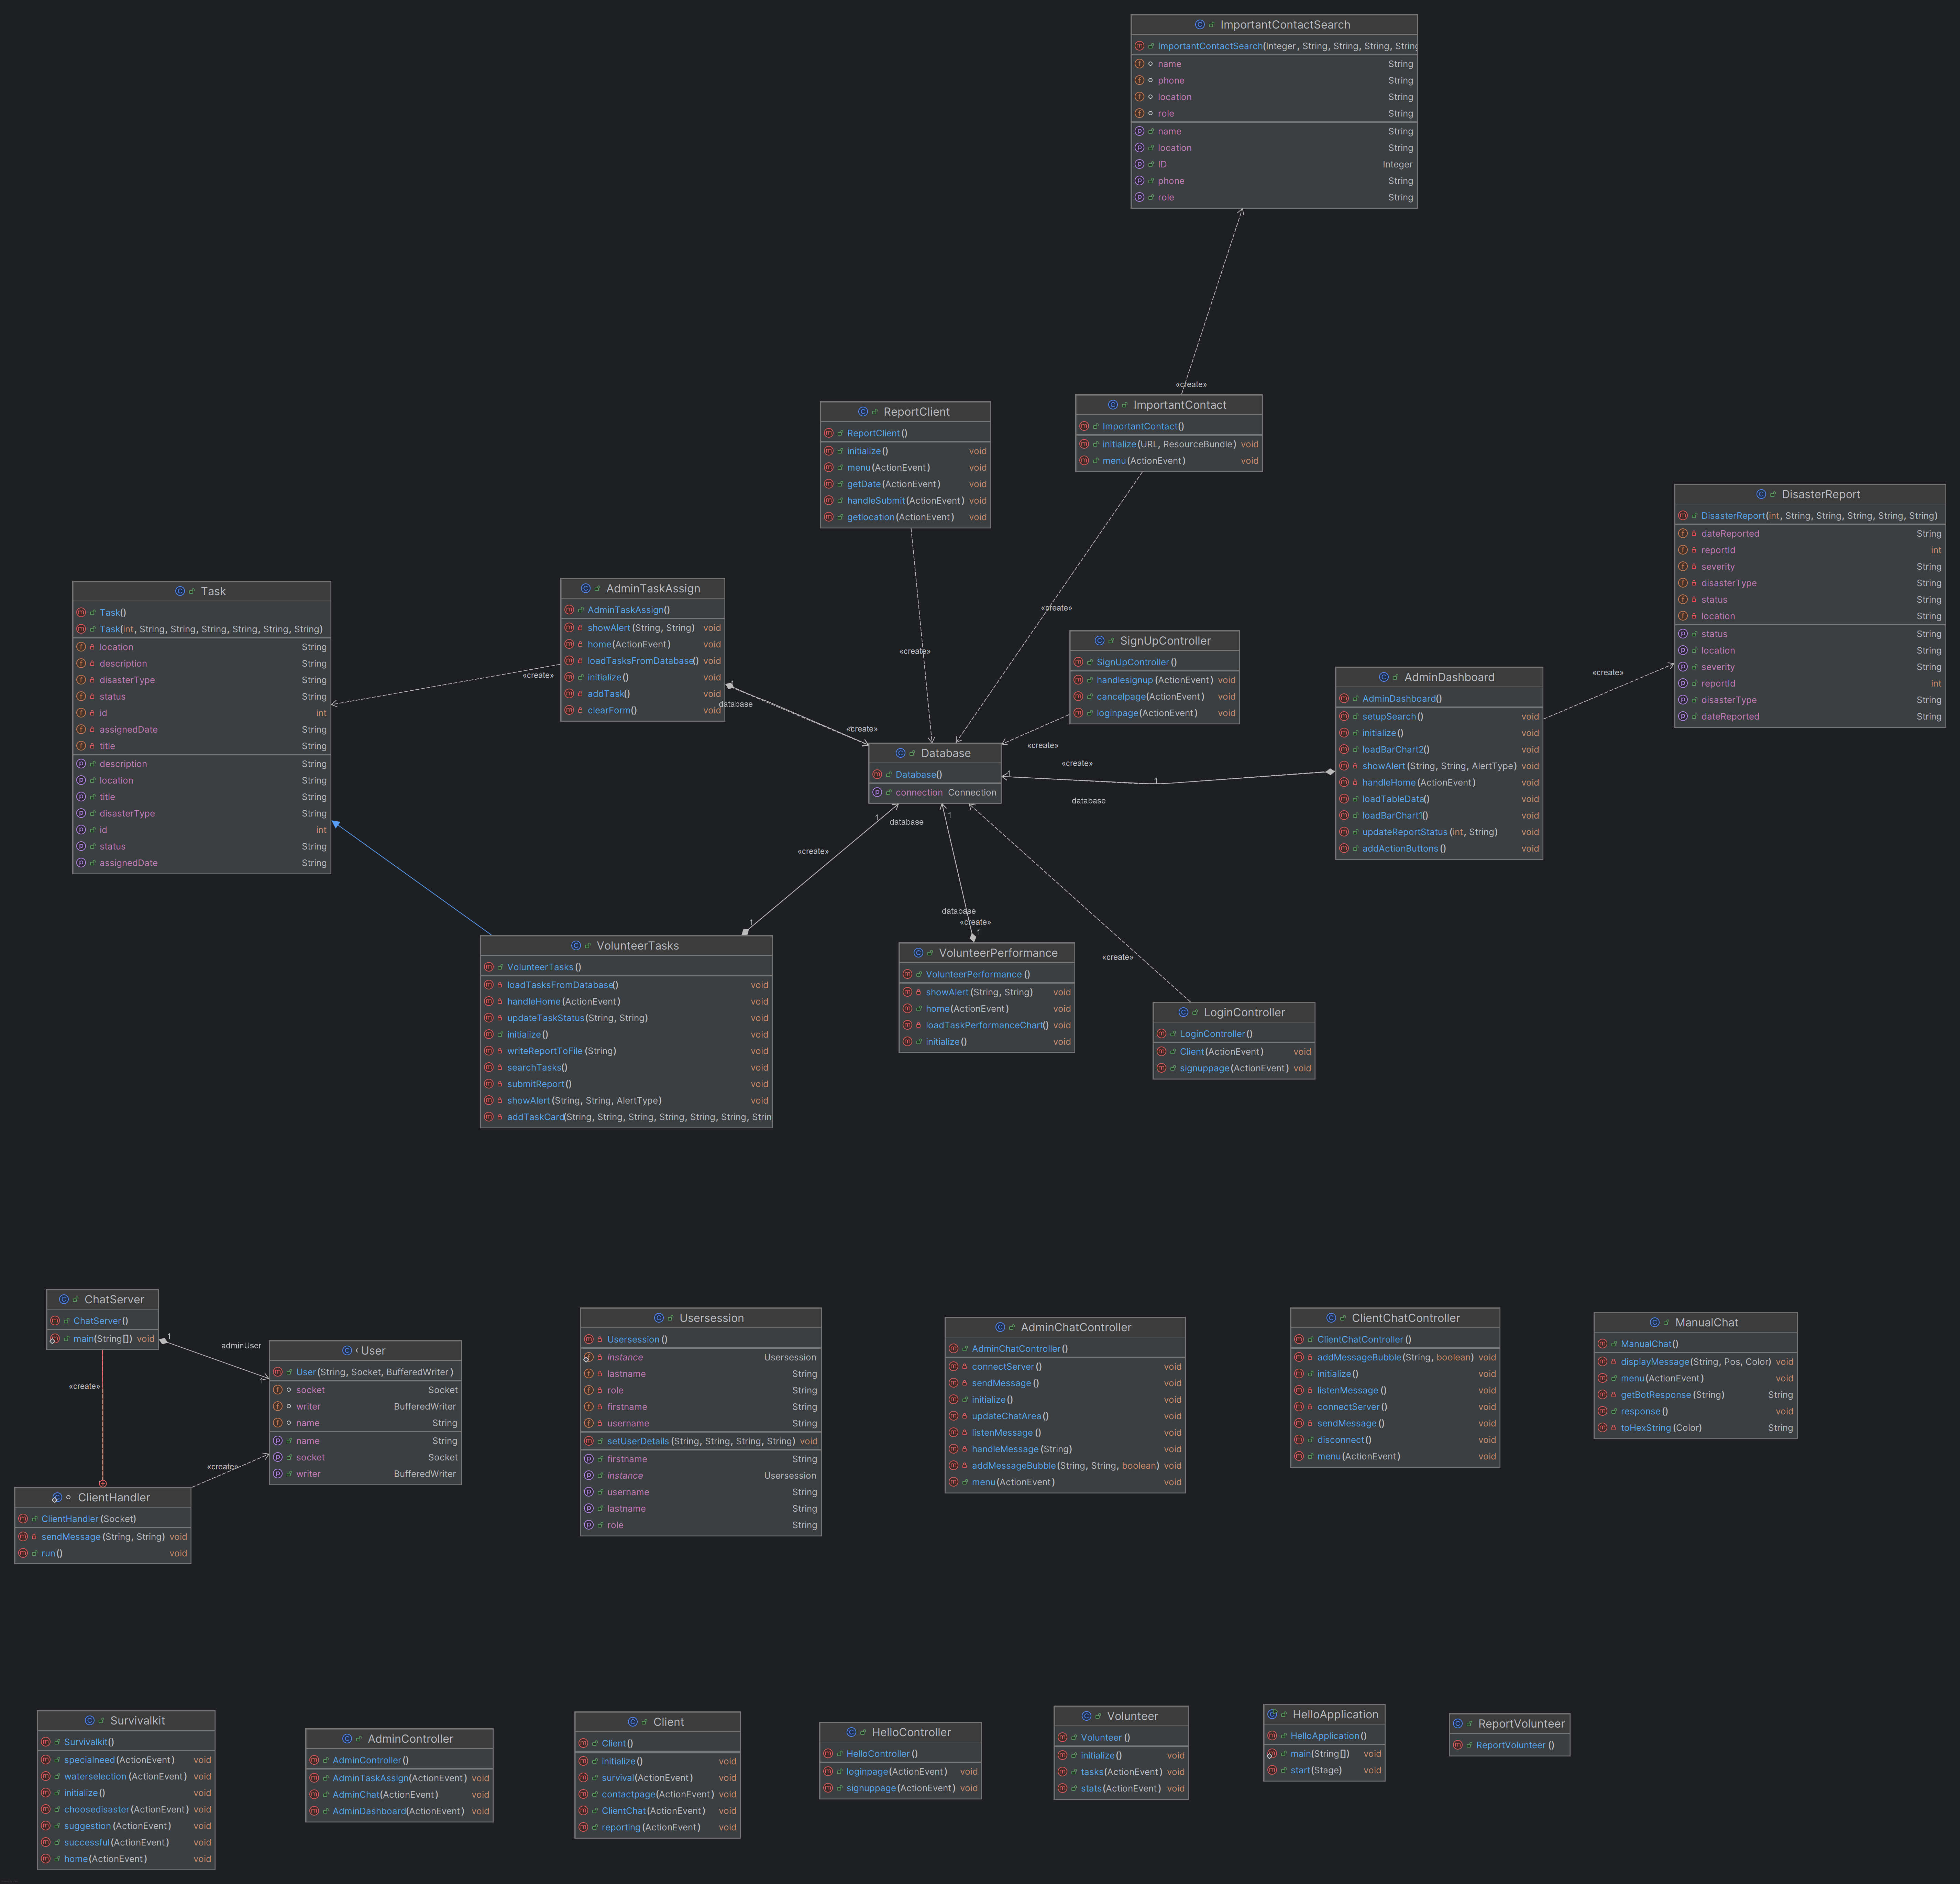 ImportantContactSearch
ImportantContactSearch(Integer, String, String, String, String
name String
phone String
location String
role String
name String
location String
ID Integer
phone String
role String
«create»
ImportantContact
ImportantContact()
initialize(URL, ResourceBundle) void
menu(ActionEvent) void
ReportClient
ReportClient()
initialize() void
menu(ActionEvent) void
getDate(ActionEvent) void
handleSubmit(ActionEvent) void
getlocation(ActionEvent) void
DisasterReport
DisasterReport(int, String, String, String, String, String)
dateReported String
reportId int
severity String
disasterType String
status String
location String
status String
location String
severity String
reportId int
disasterType String
dateReported String
Task
Task()
Task(int, String, String, String, String, String, String)
location String
description String
disasterType String
status String
id int
assignedDate String
title String
description String
location String
title String
disasterType String
id int
status String
assignedDate String
AdminTaskAssign
AdminTaskAssign()
showAlert(String, String) void
home(ActionEvent) void
loadTasksFromDatabase() void
initialize() void
addTask() void
clearForm() void
«create»
«create»
«create»
SignUpController
SignUpController()
handlesignup(ActionEvent) void
cancelpage(ActionEvent) void
loginpage(ActionEvent) void
AdminDashboard
AdminDashboard()
setupSearch() void
initialize() void
loadBarChart2() void
showAlert(String, String, AlertType) void
handleHome(ActionEvent) void
loadTableData() void
loadBarChart1() void
updateReportStatus(int, String) void
addActionButtons() void
«create»
1
database
«create»
1
«create»
Database
Database()
connection Connection
«create»
1
1
database
1
database
1
«create»
1
database
«create»
1
«create»
VolunteerTasks
VolunteerTasks()
loadTasksFromDatabase() void
handleHome(ActionEvent) void
updateTaskStatus(String, String) void
initialize() void
writeReportToFile(String) void
searchTasks() void
submitReport() void
showAlert(String, String, AlertType) void
addTaskCard(String, String, String, String, String, String, Strin
VolunteerPerformance
VolunteerPerformance()
showAlert(String, String) void
home(ActionEvent) void
loadTaskPerformanceChart() void
initialize() void
LoginController
LoginController()
Client(ActionEvent) void
signuppage(ActionEvent) void
ChatServer
ChatServer()
main(String[]) void
1
adminUser
1
«create»
User
User(String, Socket, BufferedWriter)
socket Socket
writer BufferedWriter
name String
name String
socket Socket
writer BufferedWriter
«create»
ClientHandler
ClientHandler(Socket)
sendMessage(String, String) void
run() void
Usersession
Usersession()
instance Usersession
lastname String
role String
firstname String
username String
setUserDetails(String, String, String, String) void
firstname String
instance Usersession
username String
lastname String
role String
AdminChatController
AdminChatController()
connectServer() void
sendMessage() void
initialize() void
updateChatArea() void
listenMessage() void
handleMessage(String) void
addMessageBubble(String, String, boolean) void
menu(ActionEvent) void
ClientChatController
ClientChatController()
addMessageBubble(String, boolean) void
initialize() void
listenMessage() void
connectServer() void
sendMessage() void
disconnect() void
menu(ActionEvent) void
ManualChat
ManualChat()
displayMessage(String, Pos, Color) void
menu(ActionEvent) void
getBotResponse(String) String
response() void
toHexString(Color) String
Survivalkit
Survivalkit()
specialneed(ActionEvent) void
waterselection(ActionEvent) void
initialize() void
choosedisaster(ActionEvent) void
suggestion(ActionEvent) void
successful(ActionEvent) void
home(ActionEvent) void
AdminController
AdminController()
AdminTaskAssign(ActionEvent) void
AdminChat(ActionEvent) void
AdminDashboard(ActionEvent) void
Client
Client()
initialize() void
survival(ActionEvent) void
contactpage(ActionEvent) void
ClientChat(ActionEvent) void
reporting(ActionEvent) void
HelloController
HelloController()
loginpage(ActionEvent) void
signuppage(ActionEvent) void
Volunteer
Volunteer()
initialize() void
tasks(ActionEvent) void
stats(ActionEvent) void
HelloApplication
HelloApplication()
main(String[]) void
start(Stage) void
ReportVolunteer
ReportVolunteer()